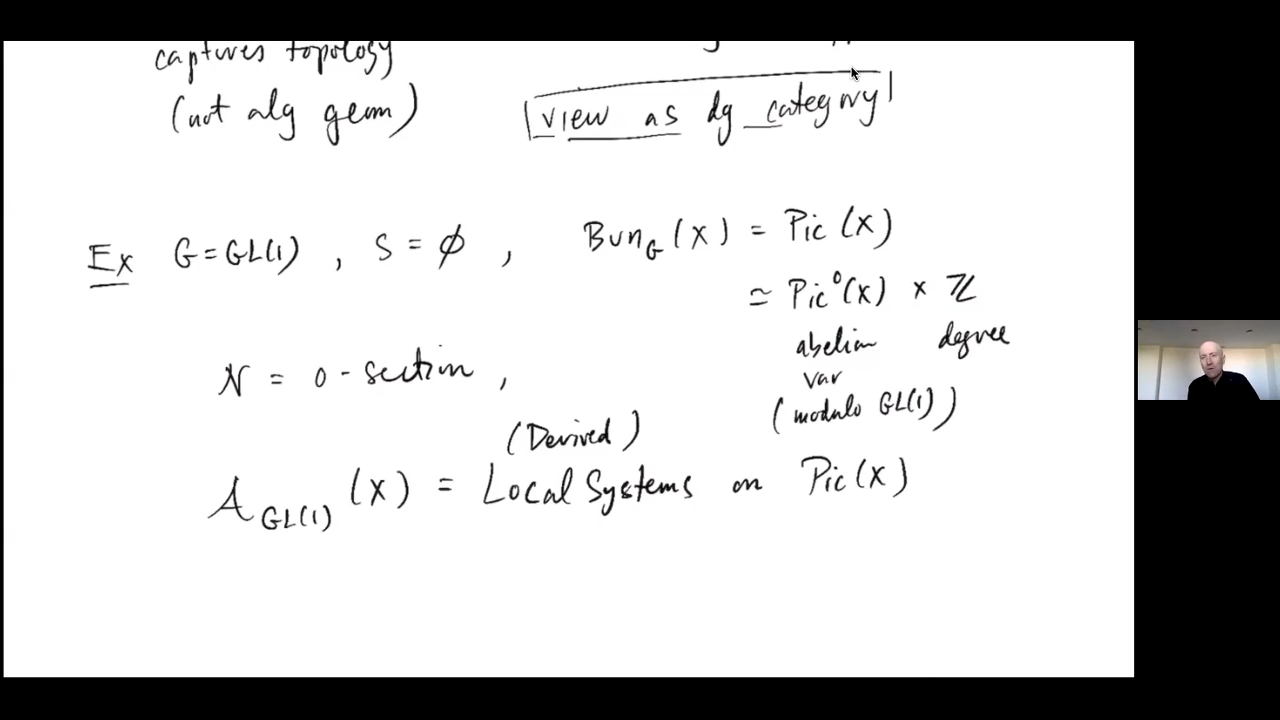 captures topology
(not alg geom)
view as dg category
Ex G = GL(1) , S = ∅ , Bun_G (X) = Pic (X)
≃ Pic⁰(X) × ℤ
abelian degree
var
(modulo GL(1))
N = 0-section ,
(Derived)
A_GL(1) (X) = Local Systems on Pic(X)